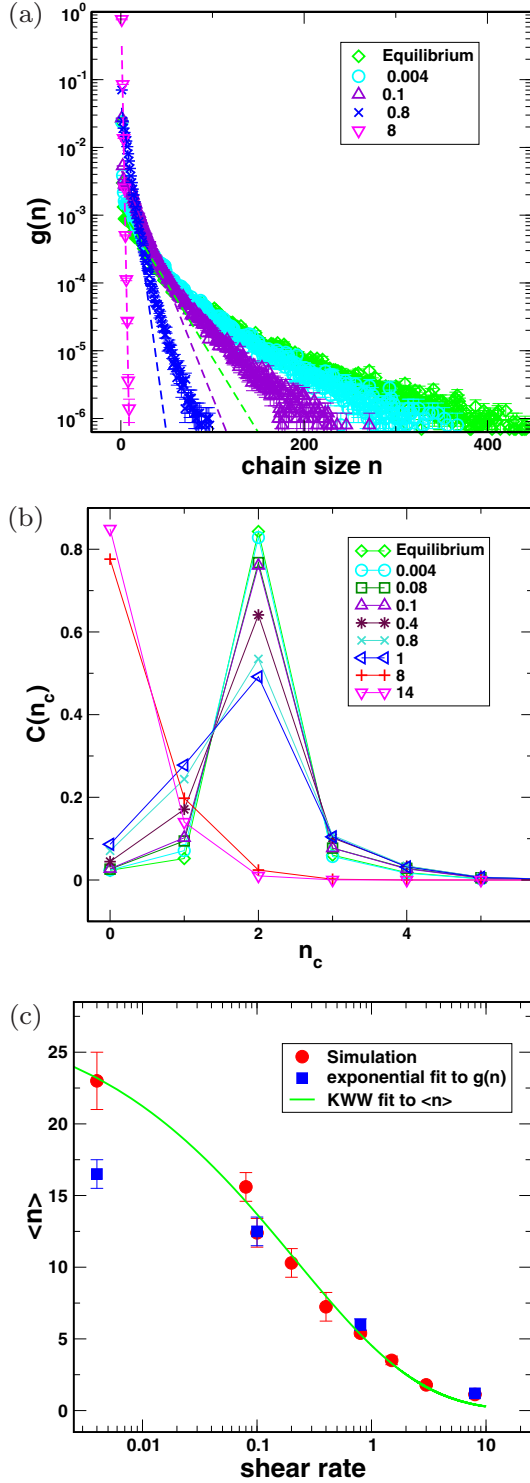 (a)
10^0
10^-1
10^-2
10^-3
10^-4
10^-5
10^-6
g(n)
Equilibrium
0.004
0.1
0.8
8
0
200
400
chain size n
(b)
0.8
0.6
0.4
0.2
0
C(n_c)
Equilibrium
0.004
0.08
0.1
0.4
0.8
1
8
14
0
2
4
n_c
(c)
25
20
15
10
5
0
<n>
Simulation
exponential fit to g(n)
KWW fit to <n>
0.01
0.1
1
10
shear rate